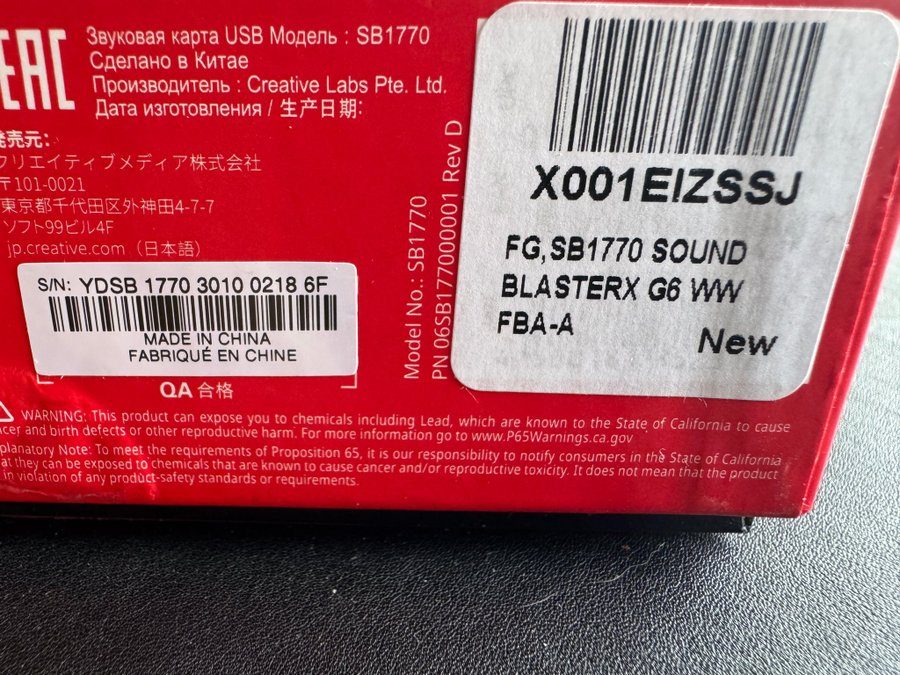 EAC
Звуковая карта USB Модель : SB1770
Сделано в Китае
Производитель : Creative Labs Pte. Ltd.
Дата изготовления / 生产日期:
発売元:
クリエイティブメディア株式会社
〒101-0021
東京都千代田区外神田4-7-7
ソフト99ビル4F
jp.creative.com（日本語）
S/N: YDSB 1770 3010 0218 6F
MADE IN CHINA
FABRIQUÉ EN CHINE
QA 合格
Model No.: SB1770
PN 06SB177000001 Rev D
X001EIZSSJ
FG,SB1770 SOUND
BLASTERX G6 WW
FBA-A
New
WARNING: This product can expose you to chemicals including Lead, which are known to the State of California to cause
cer and birth defects or other reproductive harm. For more information go to www.P65Warnings.ca.gov
planatory Note: To meet the requirements of Proposition 65, it is our responsibility to notify consumers in the State of California
at they can be exposed to chemicals that are known to cause cancer and/or reproductive toxicity. It does not mean that the product
in violation of any product-safety standards or requirements.